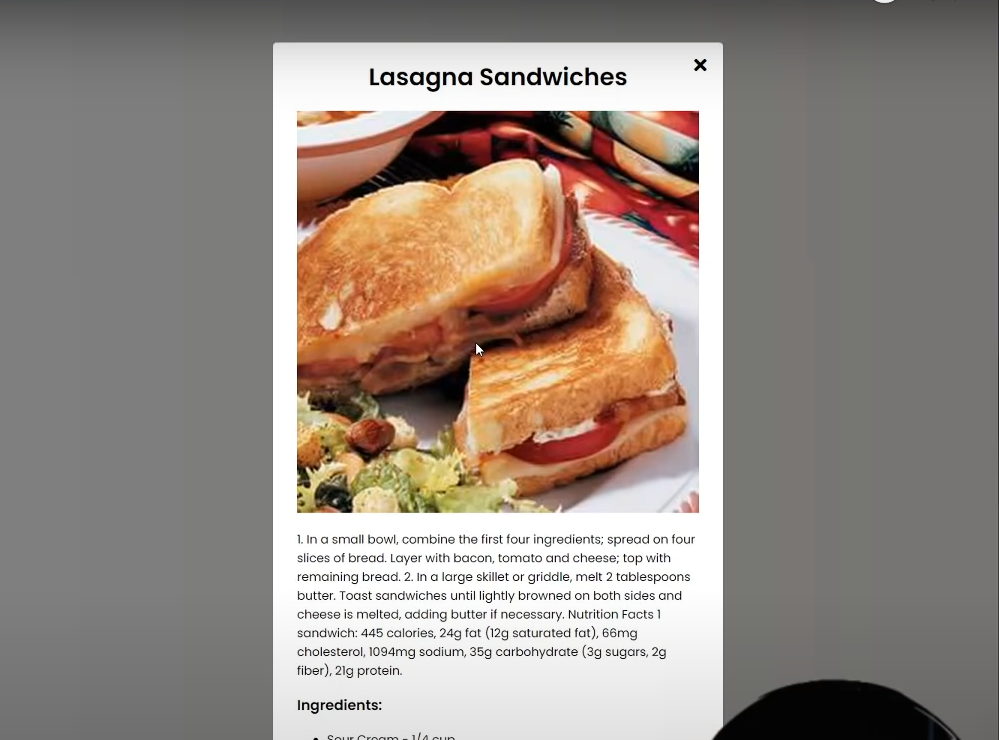 Lasagna Sandwiches
1. In a small bowl, combine the first four ingredients; spread on four
slices of bread. Layer with bacon, tomato and cheese; top with
remaining bread. 2. In a large skillet or griddle, melt 2 tablespoons
butter. Toast sandwiches until lightly browned on both sides and
cheese is melted, adding butter if necessary. Nutrition Facts 1
sandwich: 445 calories, 24g fat (12g saturated fat), 66mg
cholesterol, 1094mg sodium, 35g carbohydrate (3g sugars, 2g
fiber), 21g protein.
Ingredients:
• Sour Cream - 1/4 cup